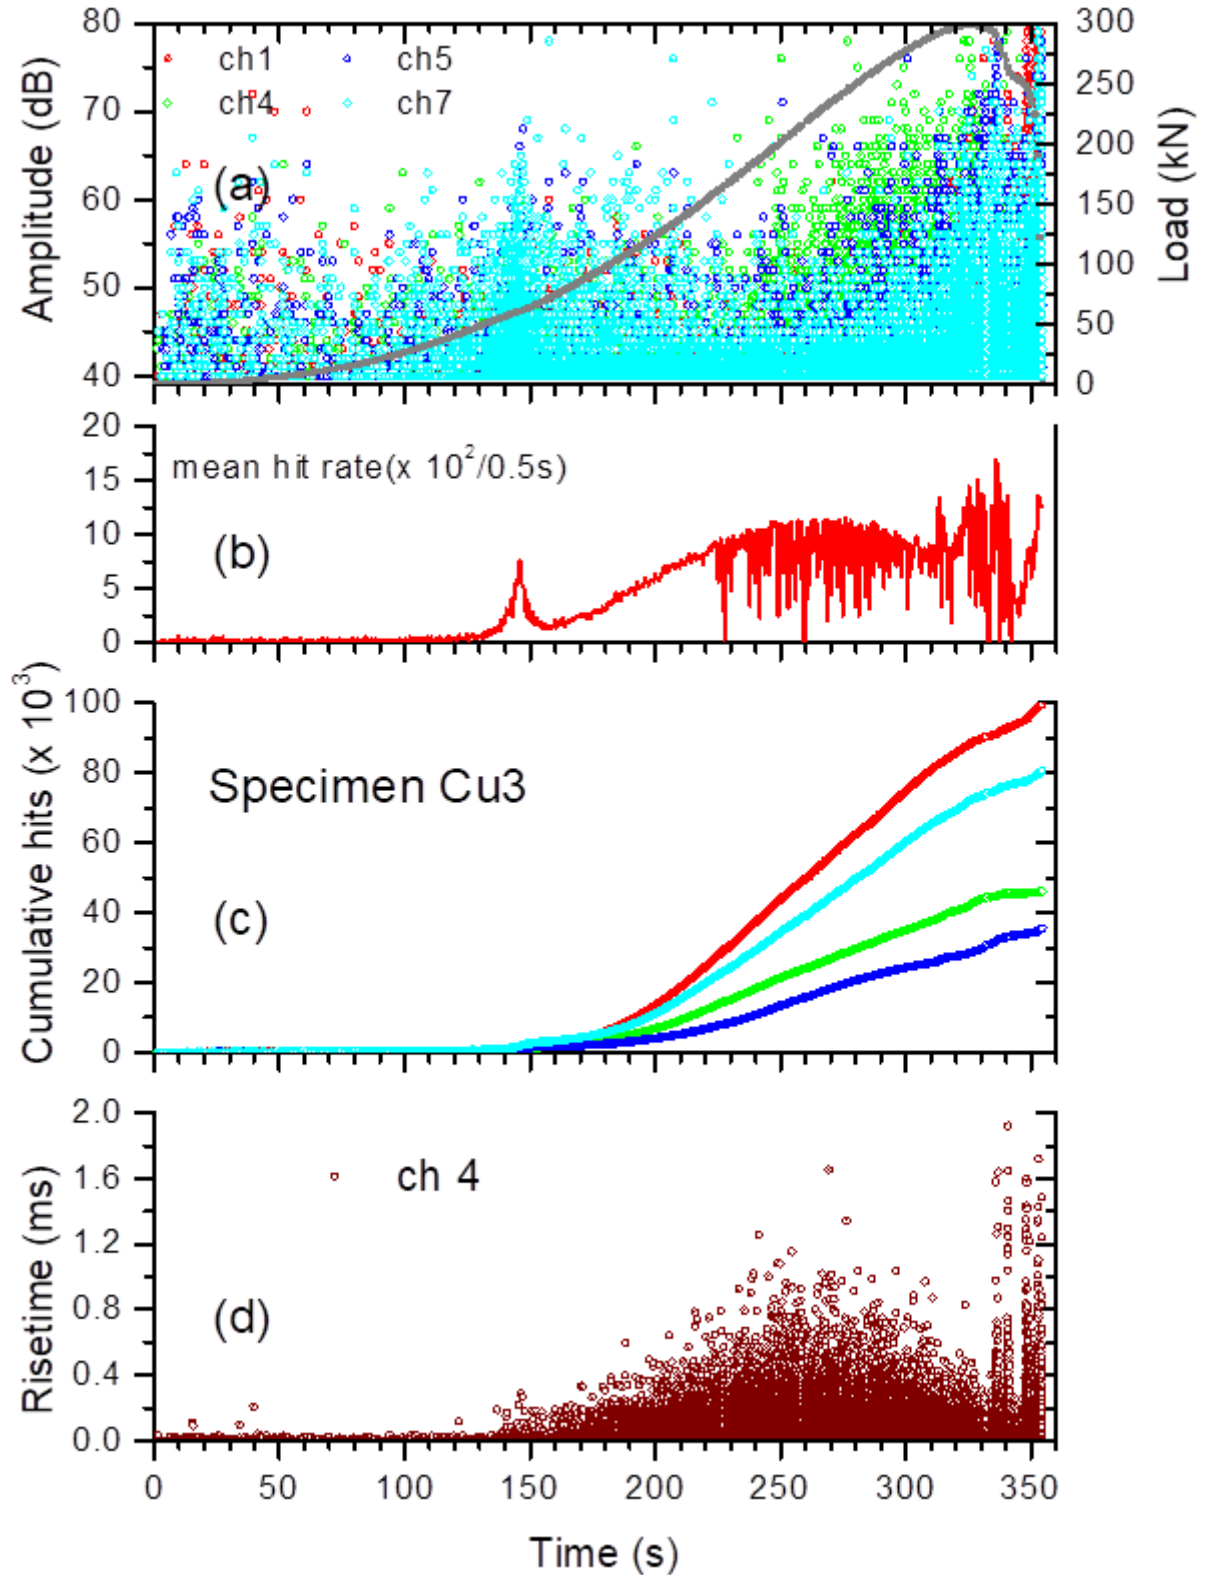 80
70
60
50
40
Amplitude (dB)
ch1 ch5
ch4 ch7
(a)
300
250
200
150
100
50
0
Load (kN)
20
15
10
5
0
mean hit rate(x 10²/0.5s)
(b)
100
80
60
40
20
0
Cumulative hits (x 10³)
Specimen Cu3
(c)
2.0
1.6
1.2
0.8
0.4
0.0
Risetime (ms)
ch 4
(d)
0 50 100 150 200 250 300 350
Time (s)